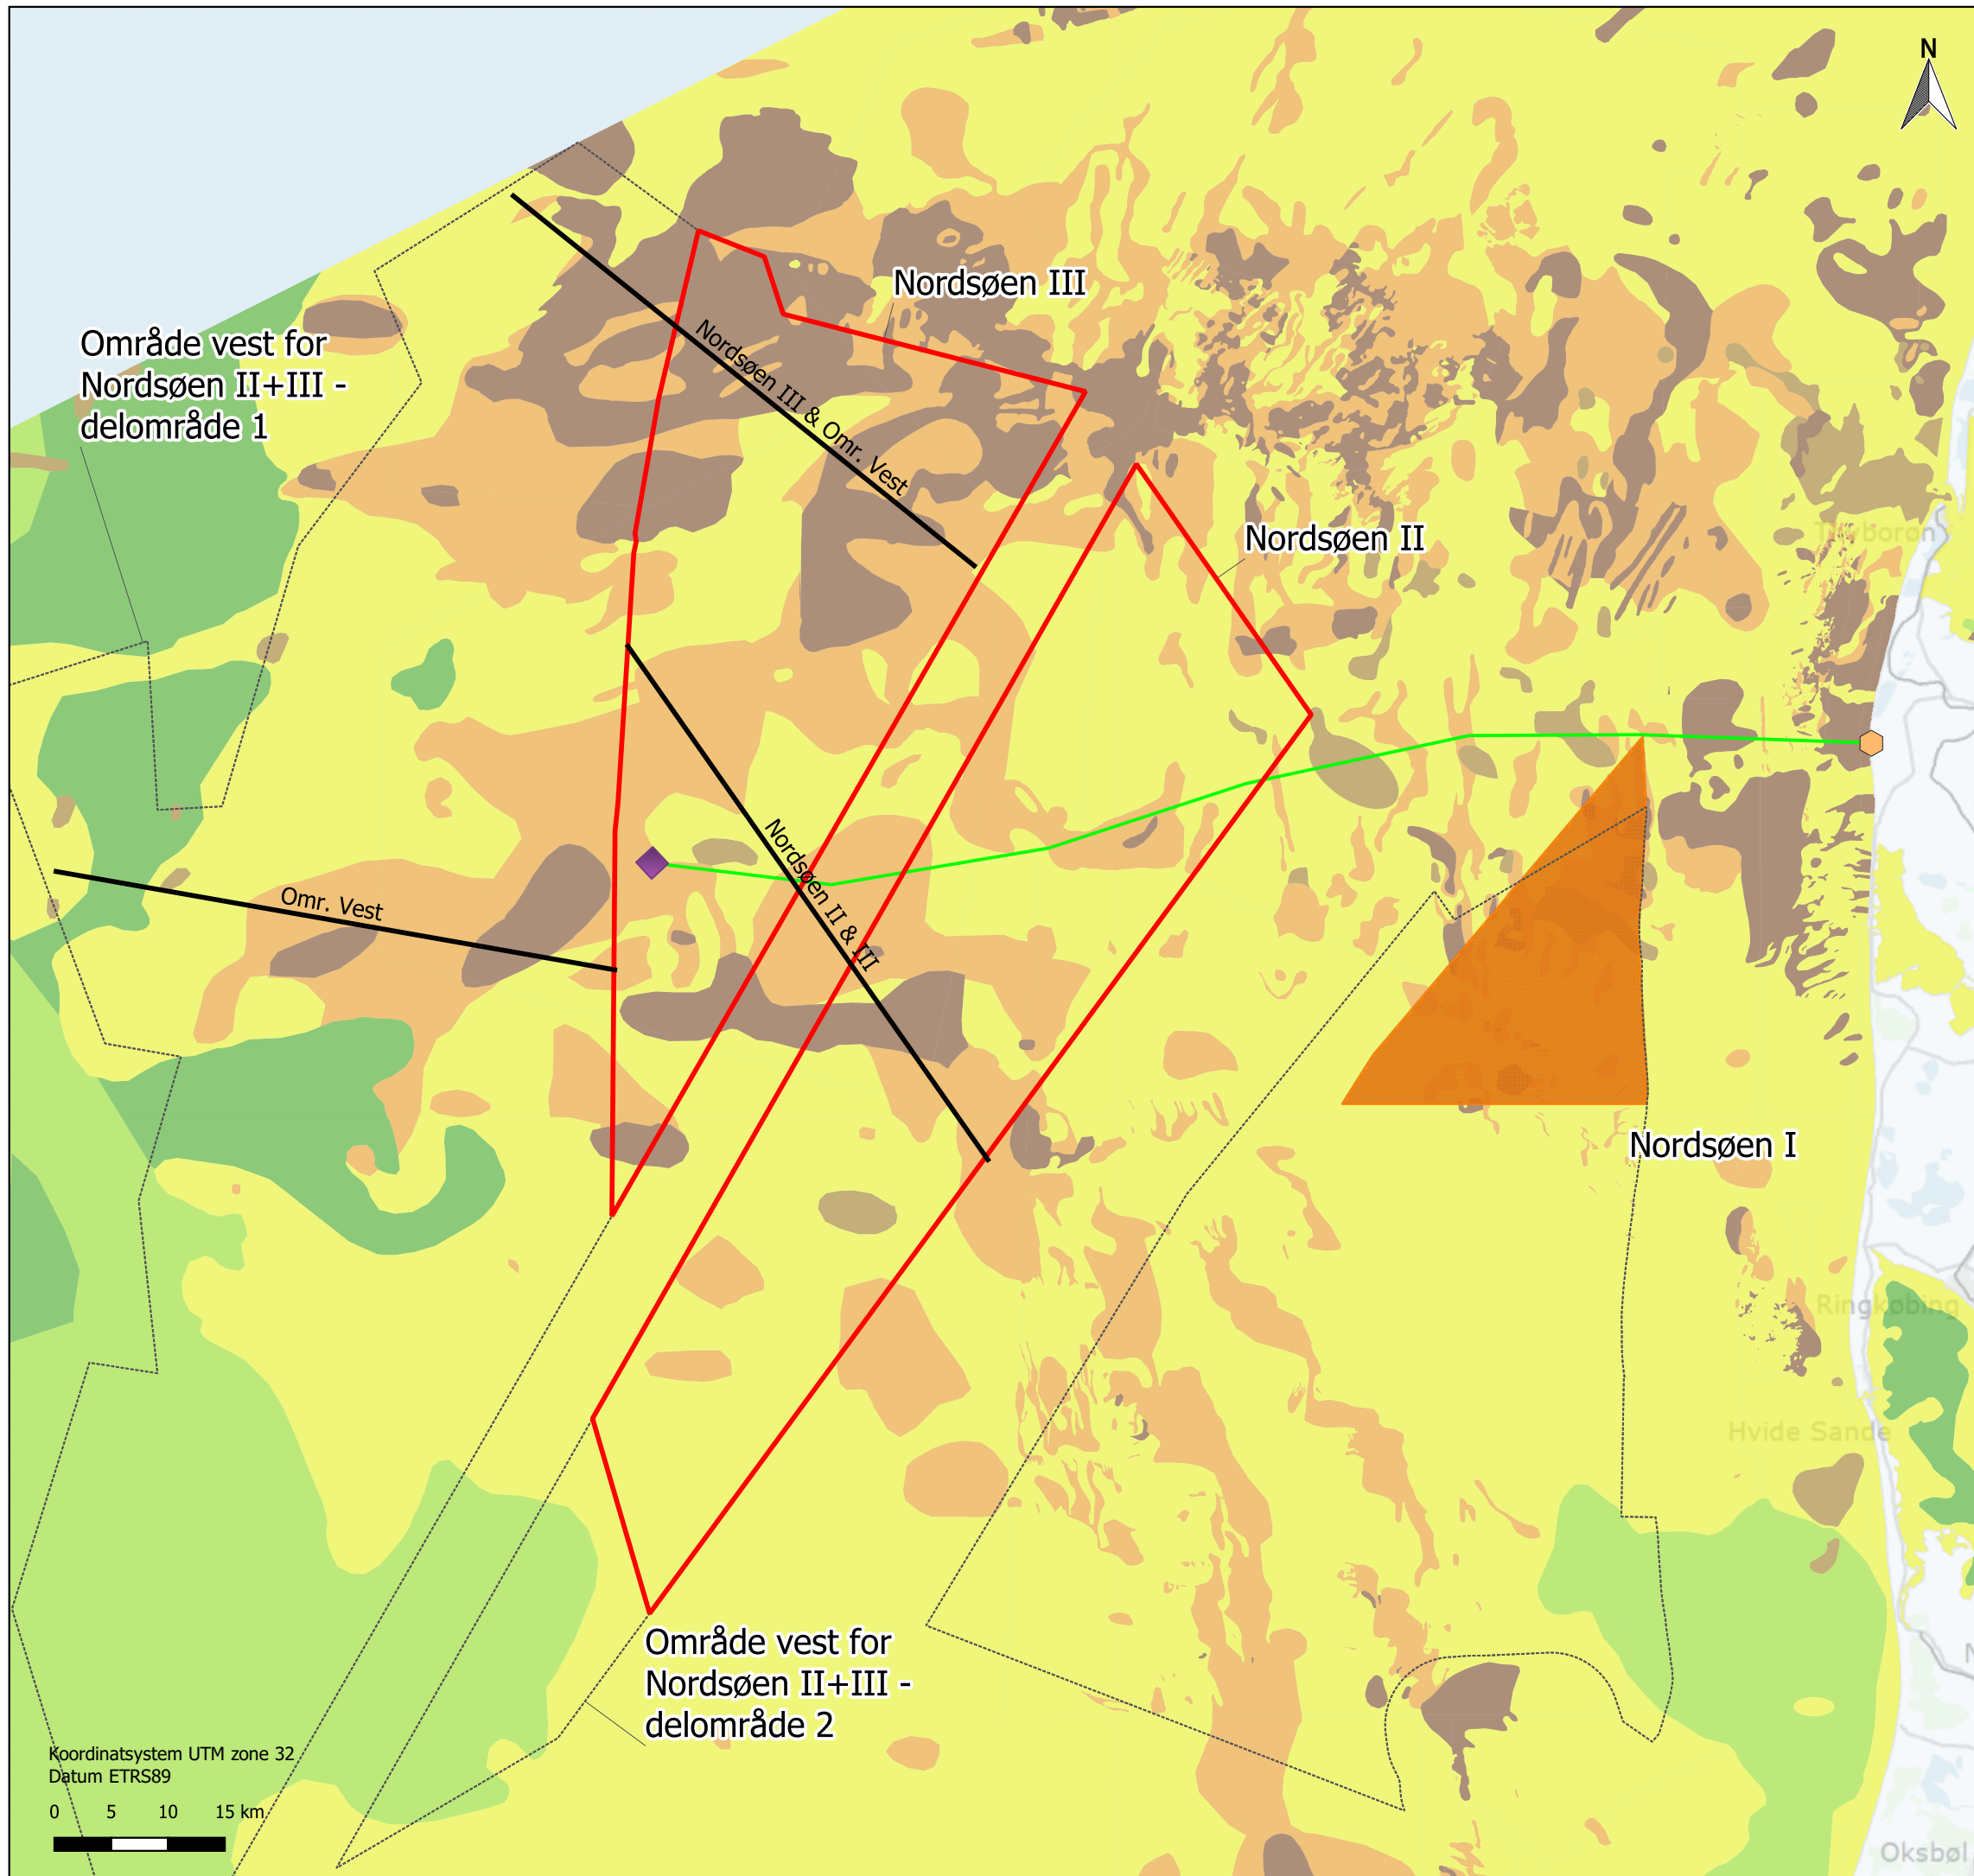 N
Nordsøen III
Område vest for
Nordsøen II+III -
delområde 1
Nordsøen III & Omr. Vest
Nordsøen II
Thyborøn
Omr. Vest
Nordsøen II & III
Nordsøen I
Ringkøbing
Hvide Sande
Område vest for
Nordsøen II+III -
delområde 2
N
Koordinatsystem UTM zone 32
Datum ETRS89
0 5 10 15 km
Oksbøl